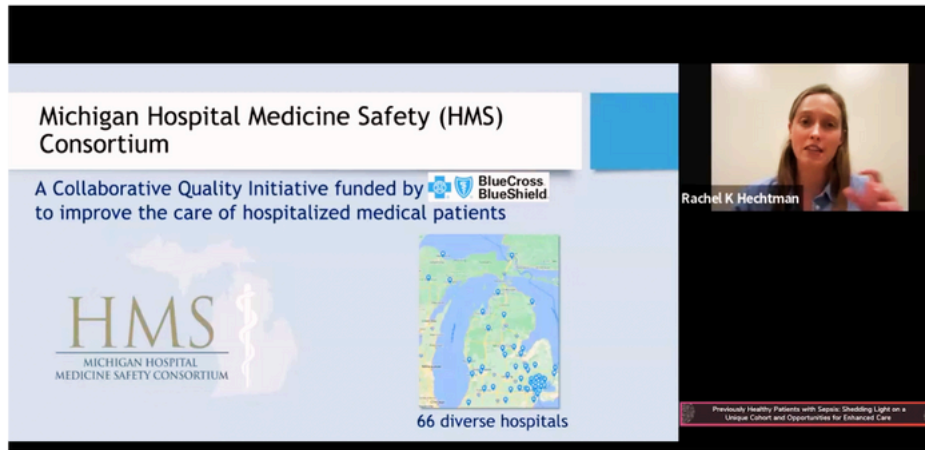 Michigan Hospital Medicine Safety (HMS)
Consortium
A Collaborative Quality Initiative funded by
BlueCross
BlueShield
to improve the care of hospitalized medical patients
HMS
MICHIGAN HOSPITAL
MEDICINE SAFETY CONSORTIUM
66 diverse hospitals
Rachel K Hechtman
Previously Healthy Patients with Sepsis: Shedding Light on a
Unique Cohort and Opportunities for Enhanced Care